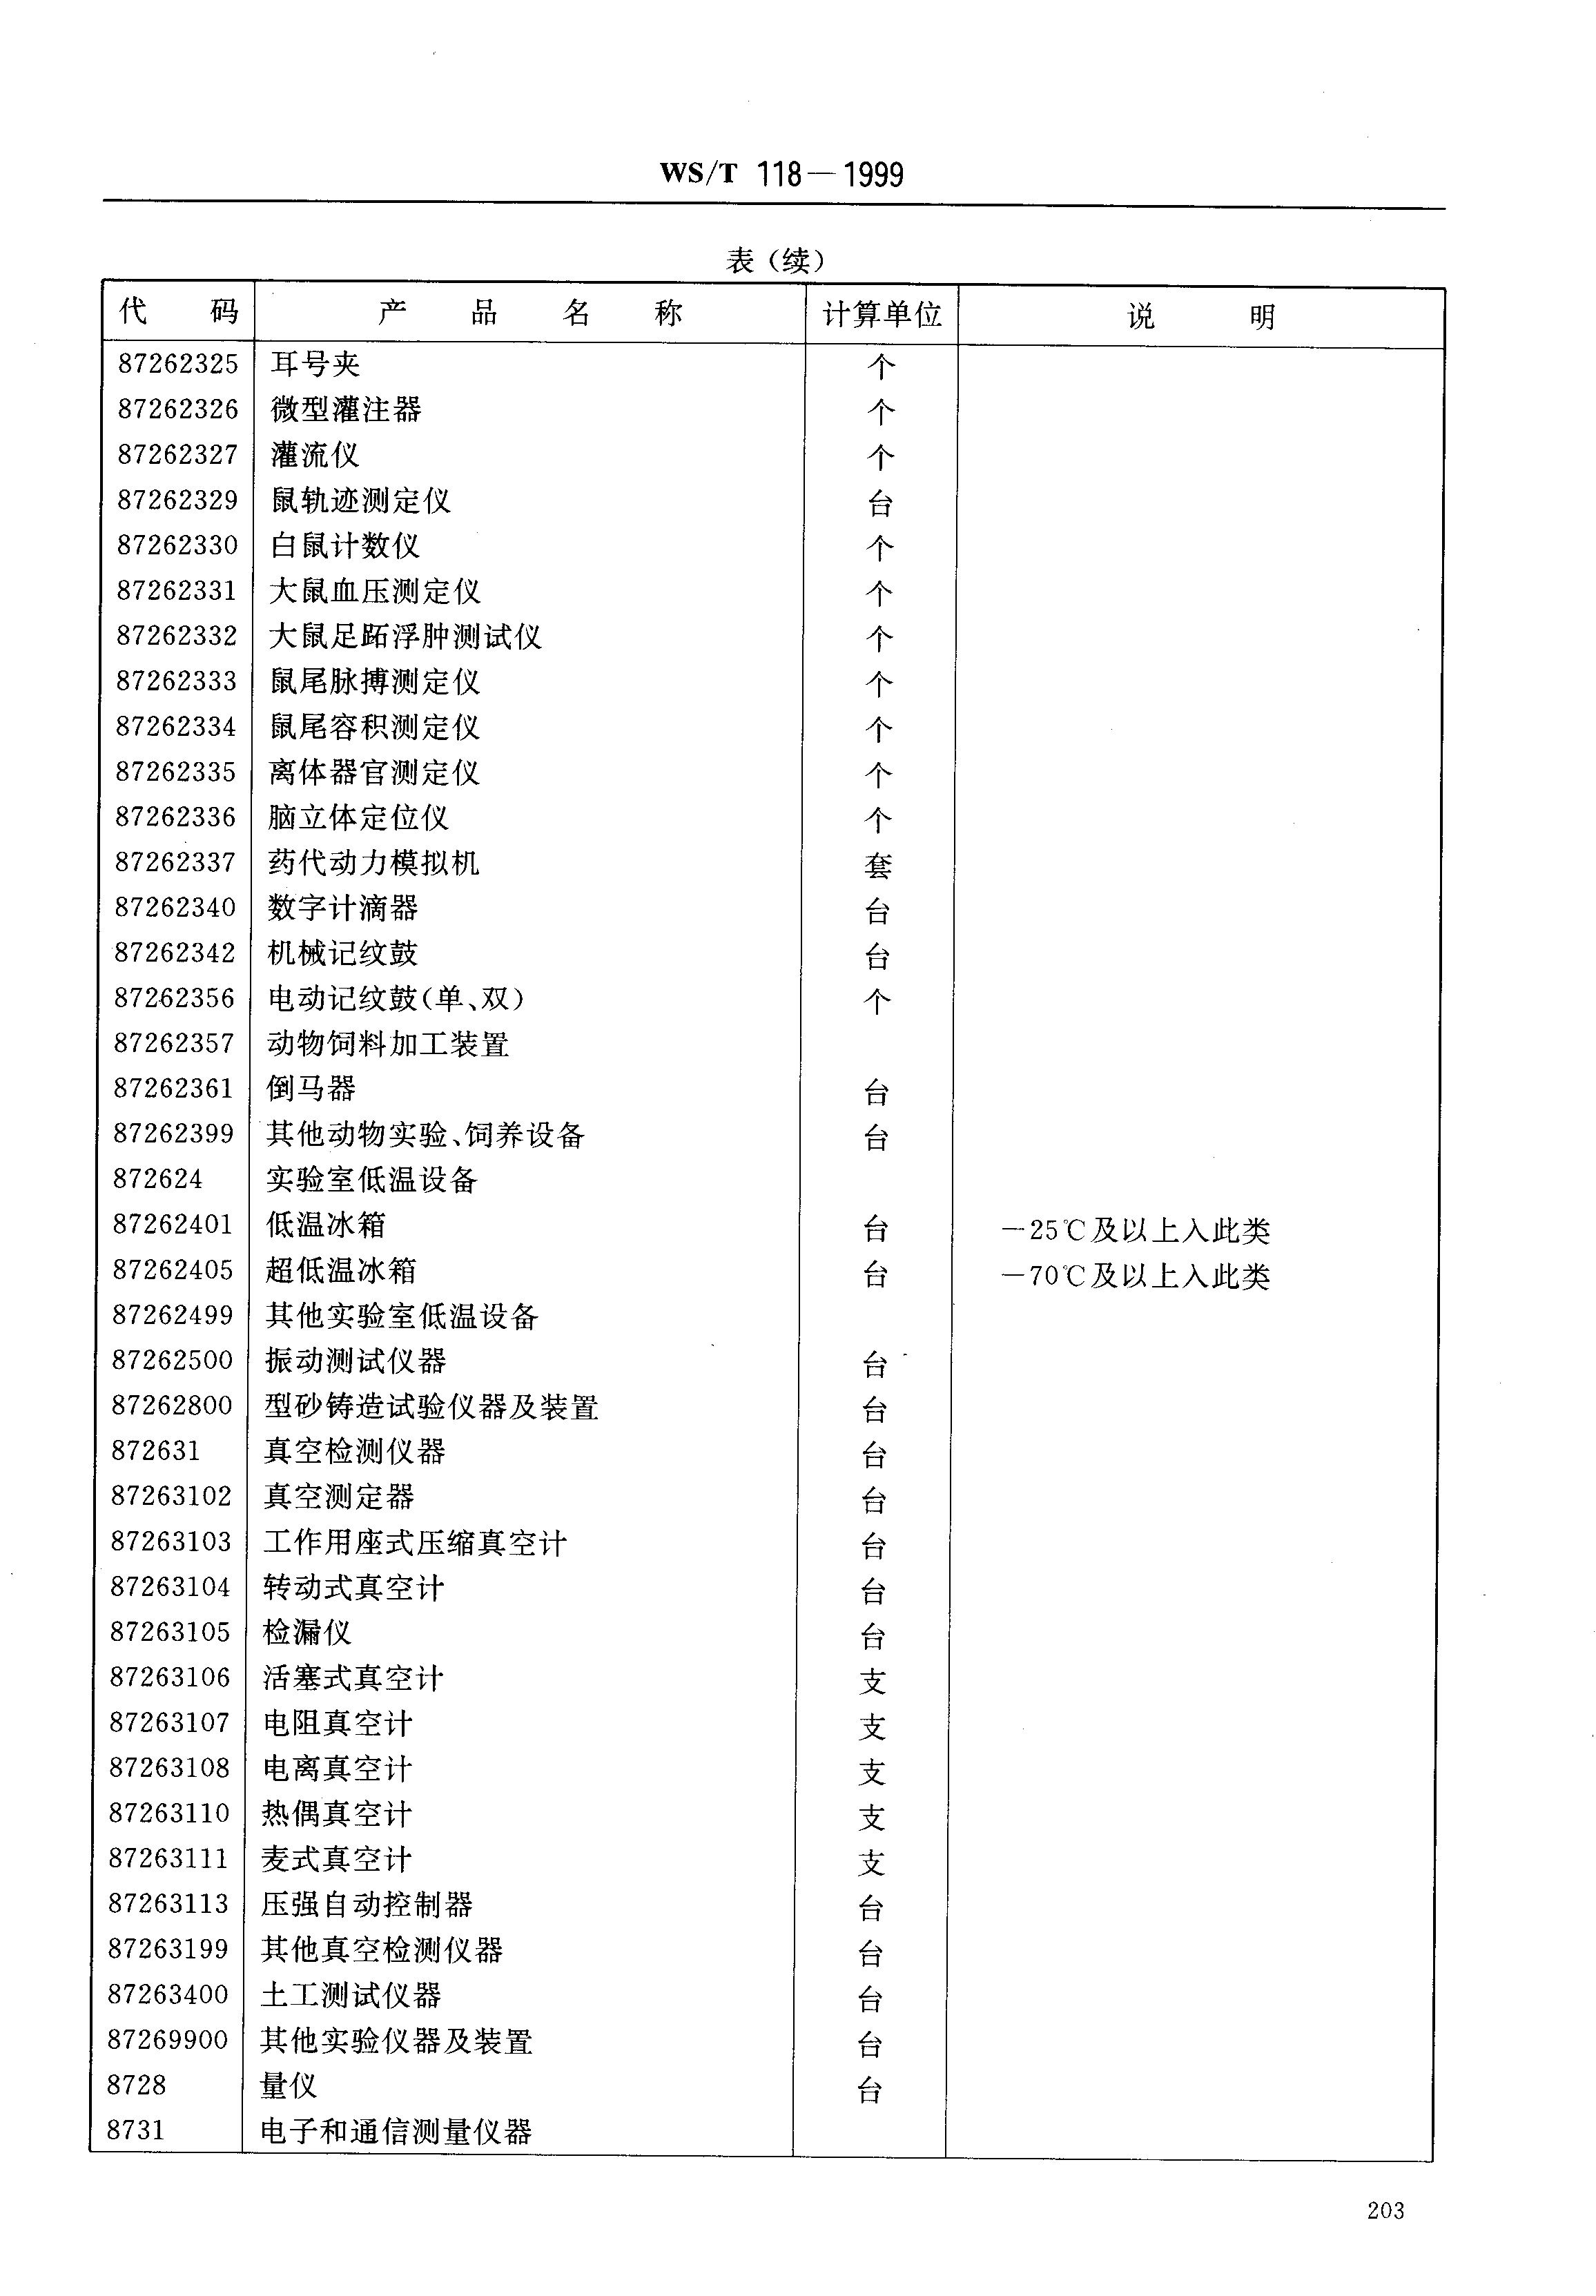 WS/T 118—1999
表（续）
代 码 产 品 名 称 计算单位 说 明
87262325 耳号夹 个
87262326 微型灌注器 个
87262327 灌流仪 个
87262329 鼠轨迹测定仪 台
87262330 白鼠计数仪 个
87262331 大鼠血压测定仪 个
87262332 大鼠足跖浮肿测试仪 个
87262333 鼠尾脉搏测定仪 个
87262334 鼠尾容积测定仪 个
87262335 离体器官测定仪 个
87262336 脑立体定位仪 个
87262337 药代动力模拟机 套
87262340 数字计滴器 台
87262342 机械记纹鼓 台
87262356 电动记纹鼓(单、双) 个
87262357 动物饲料加工装置
87262361 倒马器 台
87262399 其他动物实验、饲养设备 台
872624 实验室低温设备
87262401 低温冰箱 台 －25℃及以上入此类
87262405 超低温冰箱 台 －70℃及以上入此类
87262499 其他实验室低温设备
87262500 振动测试仪器 台
87262800 型砂铸造试验仪器及装置 台
872631 真空检测仪器 台
87263102 真空测定器 台
87263103 工作用座式压缩真空计 台
87263104 转动式真空计 台
87263105 检漏仪 台
87263106 活塞式真空计 支
87263107 电阻真空计 支
87263108 电离真空计 支
87263110 热偶真空计 支
87263111 麦式真空计 支
87263113 压强自动控制器 台
87263199 其他真空检测仪器 台
87263400 土工测试仪器 台
87269900 其他实验仪器及装置 台
8728 量仪 台
8731 电子和通信测量仪器
203